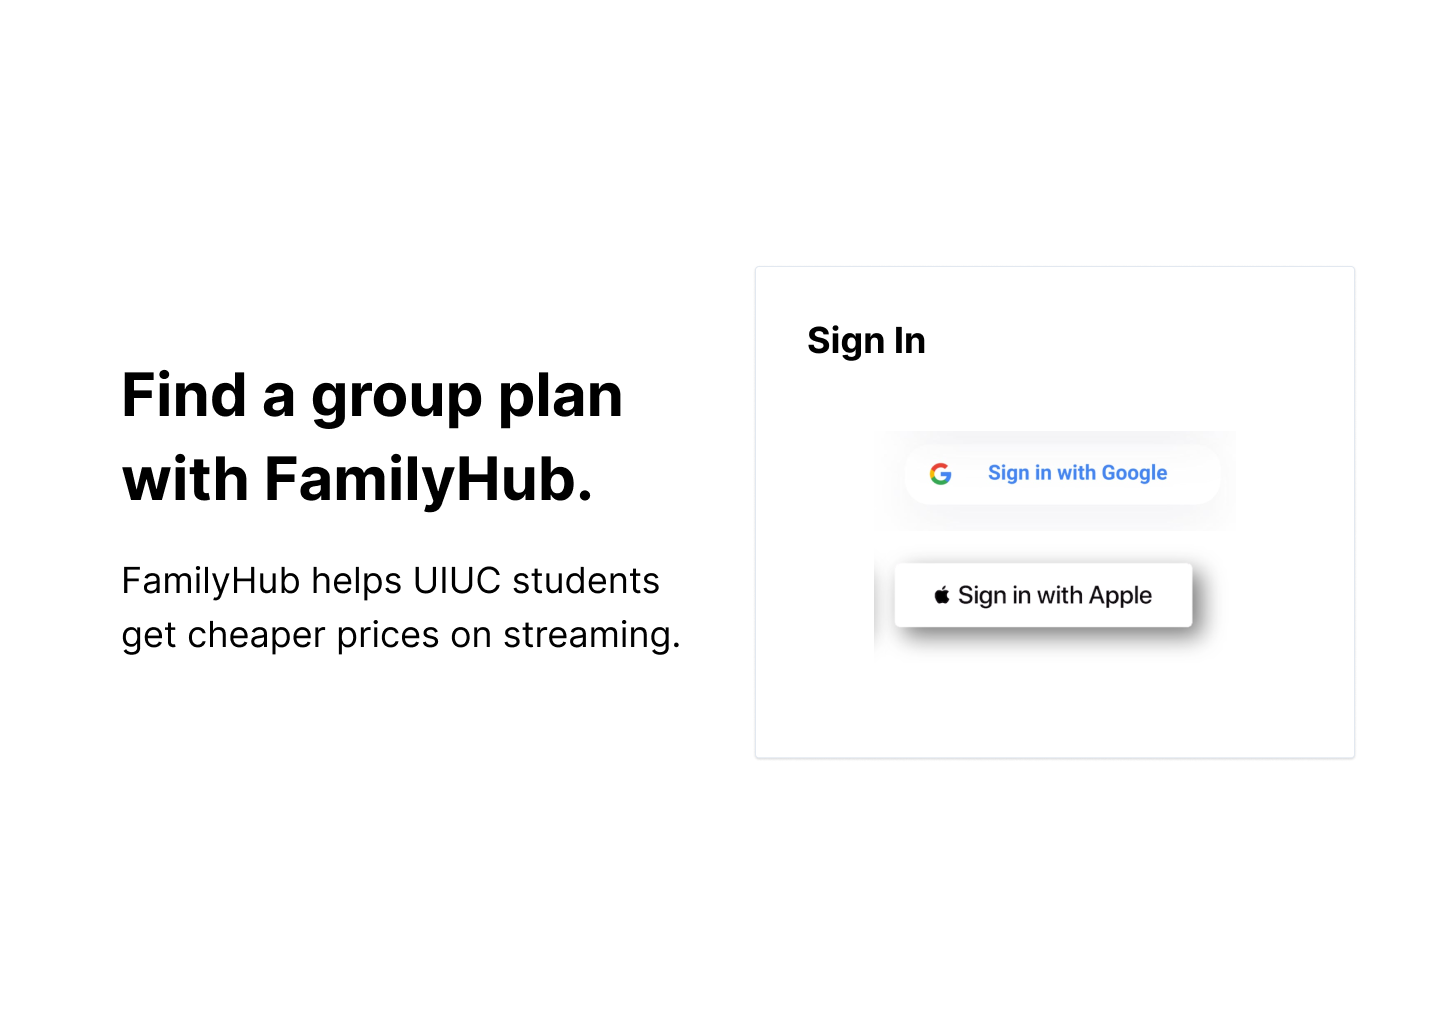 Find a group plan
with FamilyHub.
FamilyHub helps UIUC students
get cheaper prices on streaming.
Sign In
Sign in with Google
Sign in with Apple